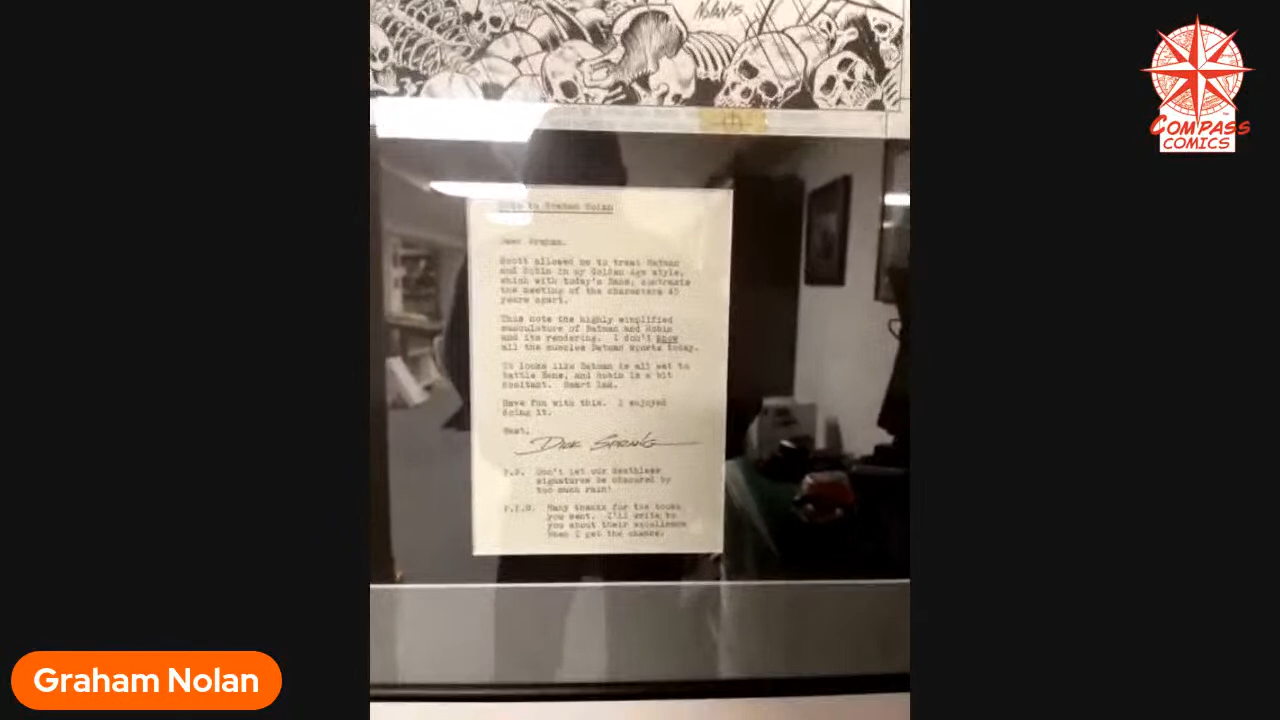 NOLAN 95
COMPASS
COMICS
Note to Graham Nolan
Dear Graham,
Scott allowed me to treat Batman
and Robin in my Golden Age style,
which with today's Bane, contrasts
the meeting of the characters 45
years apart.
Thus note the highly simplified
musculature of Batman and Robin
and its rendering. I don't know
all the muscles Batman sports today.
It looks like Batman is all set to
battle Bane, and Robin is a bit
hesitant. Smart lad.
Have fun with this. I enjoyed
doing it.
Best,
DICK SPRANG
P.S. Don't let our deathless
signatures be obscured by
too much rain!
P.P.S. Many thanks for the books
you sent. I'll write to
you about their excellence
when I get the chance.
Graham Nolan